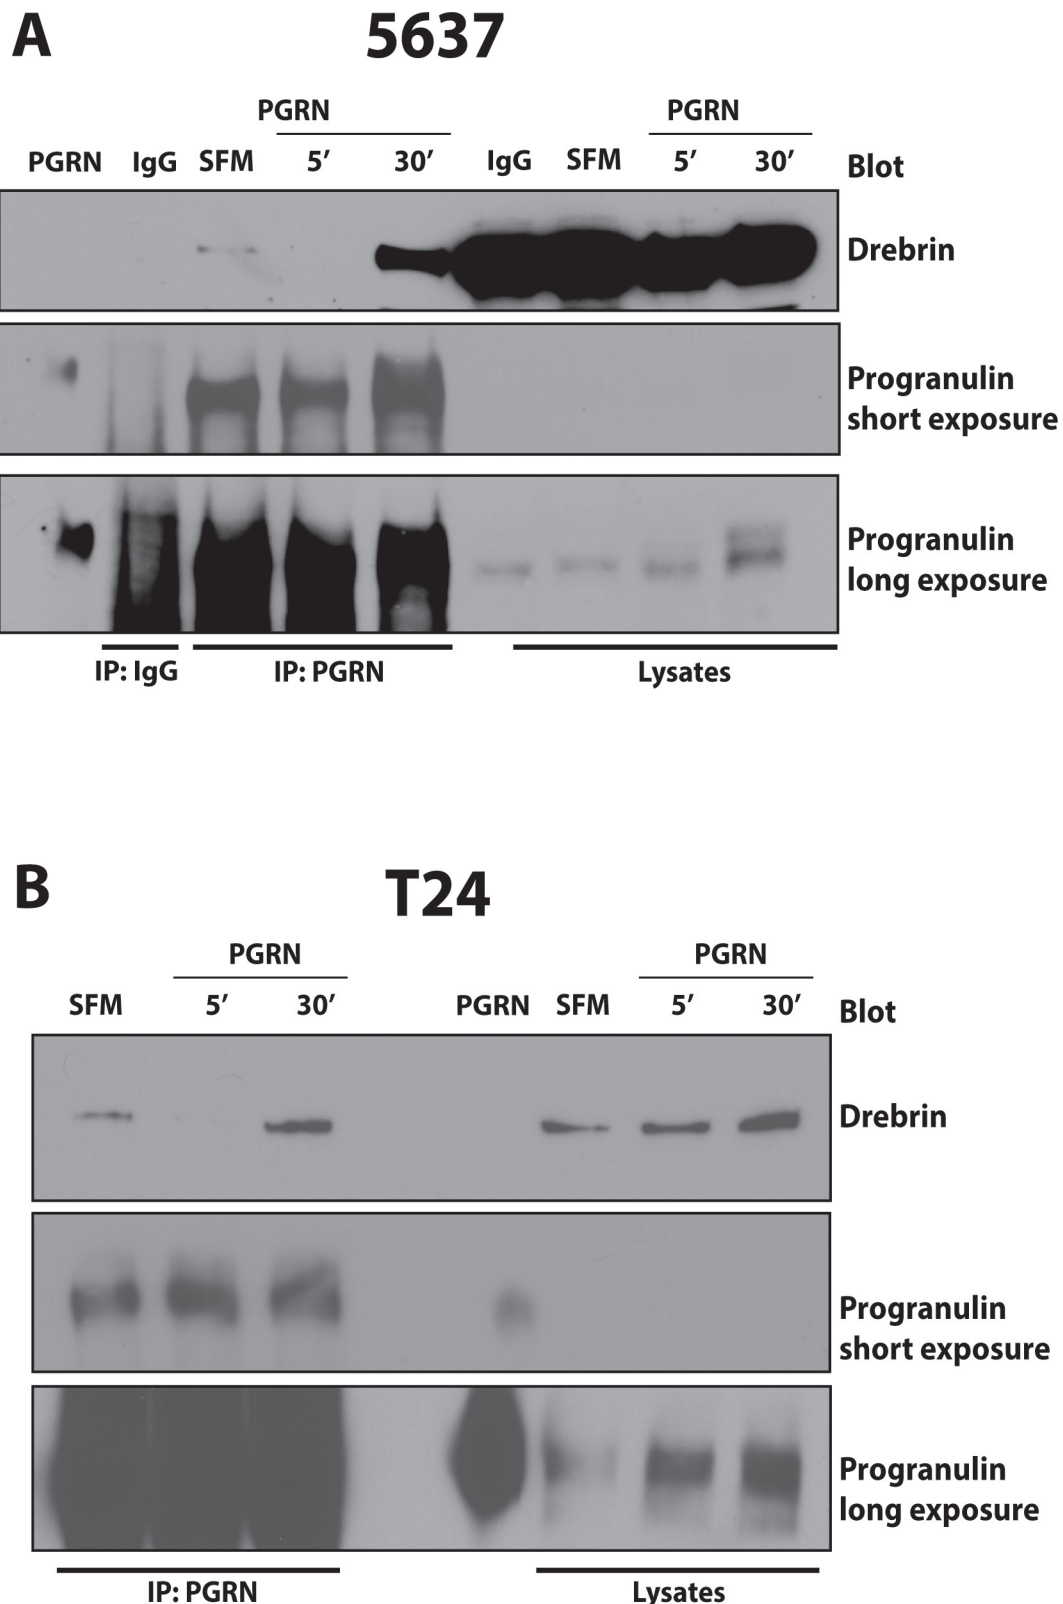 A
5637
PGRN
PGRN
PGRN IgG SFM 5′ 30′ IgG SFM 5′ 30′ Blot
Drebrin
Progranulin
short exposure
Progranulin
long exposure
IP: IgG IP: PGRN Lysates
B
T24
PGRN PGRN
SFM 5′ 30′ PGRN SFM 5′ 30′ Blot
Drebrin
Progranulin
short exposure
Progranulin
long exposure
IP: PGRN Lysates